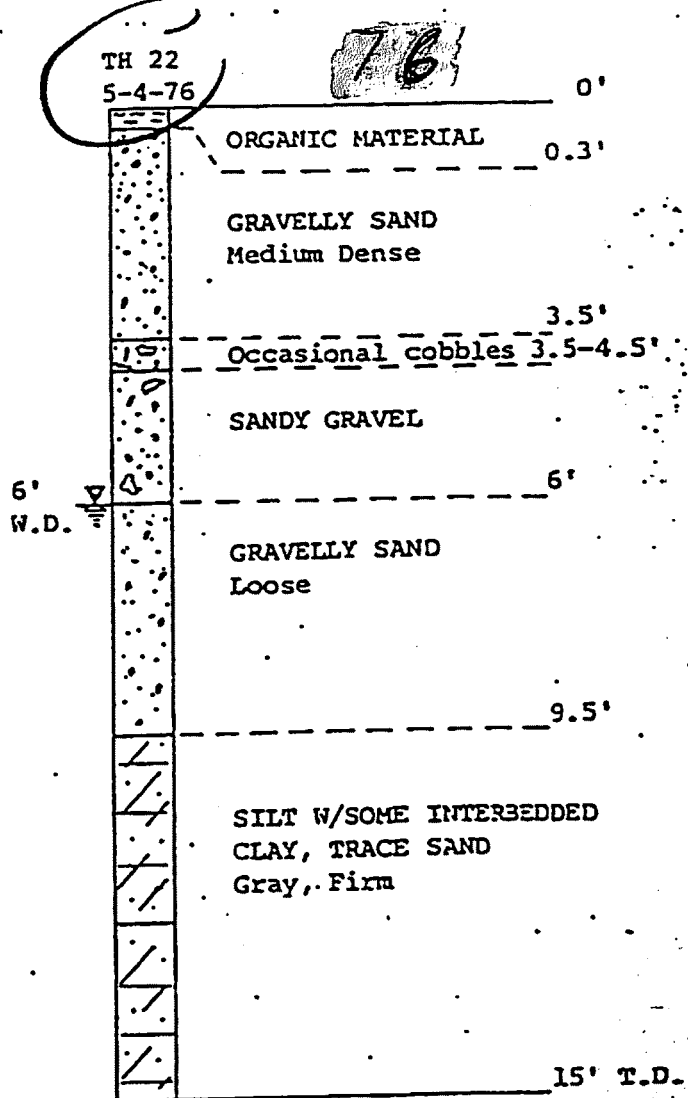 TH 22
5-4-76
76
0'
ORGANIC MATERIAL
0.3'
GRAVELLY SAND
Medium Dense
3.5'
Occasional cobbles 3.5-4.5'
SANDY GRAVEL
6'
6'
W.D.
GRAVELLY SAND
Loose
9.5'
SILT W/SOME INTERBEDDED
CLAY, TRACE SAND
Gray, Firm
15' T.D.